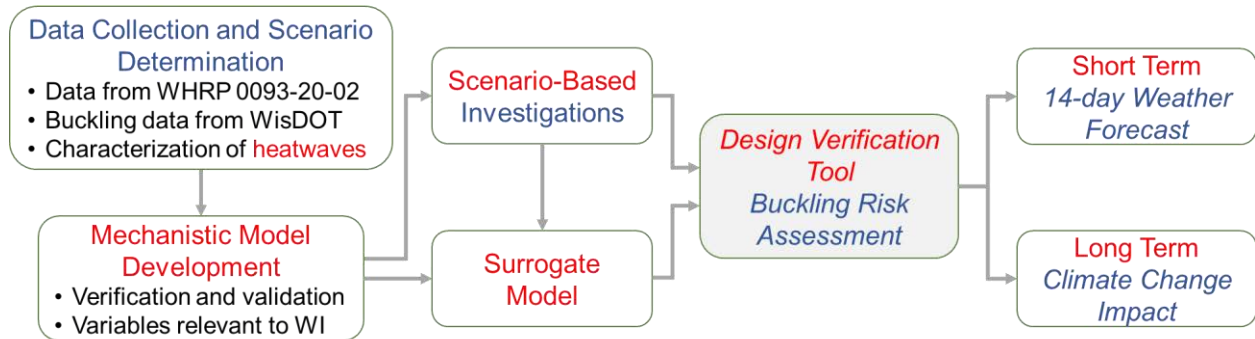 Data Collection and Scenario
Determination
• Data from WHRP 0093-20-02
• Buckling data from WisDOT
• Characterization of heatwaves
Mechanistic Model
Development
• Verification and validation
• Variables relevant to WI
Scenario-Based
Investigations
Surrogate
Model
Design Verification
Tool
Buckling Risk
Assessment
Short Term
14-day Weather
Forecast
Long Term
Climate Change
Impact